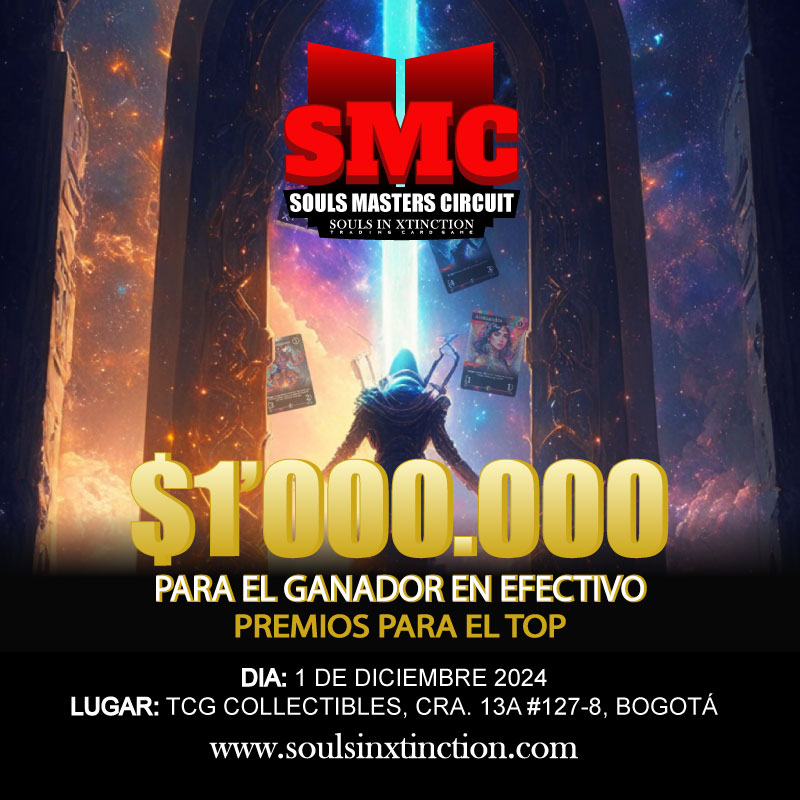 SMC
SOULS MASTERS CIRCUIT
SOULS IN XTINCTION
TRADING CARD GAME
$1'000.000
PARA EL GANADOR EN EFECTIVO
PREMIOS PARA EL TOP
DIA: 1 DE DICIEMBRE 2024
LUGAR: TCG COLLECTIBLES, CRA. 13A #127-8, BOGOTÁ
www.soulsinxtinction.com